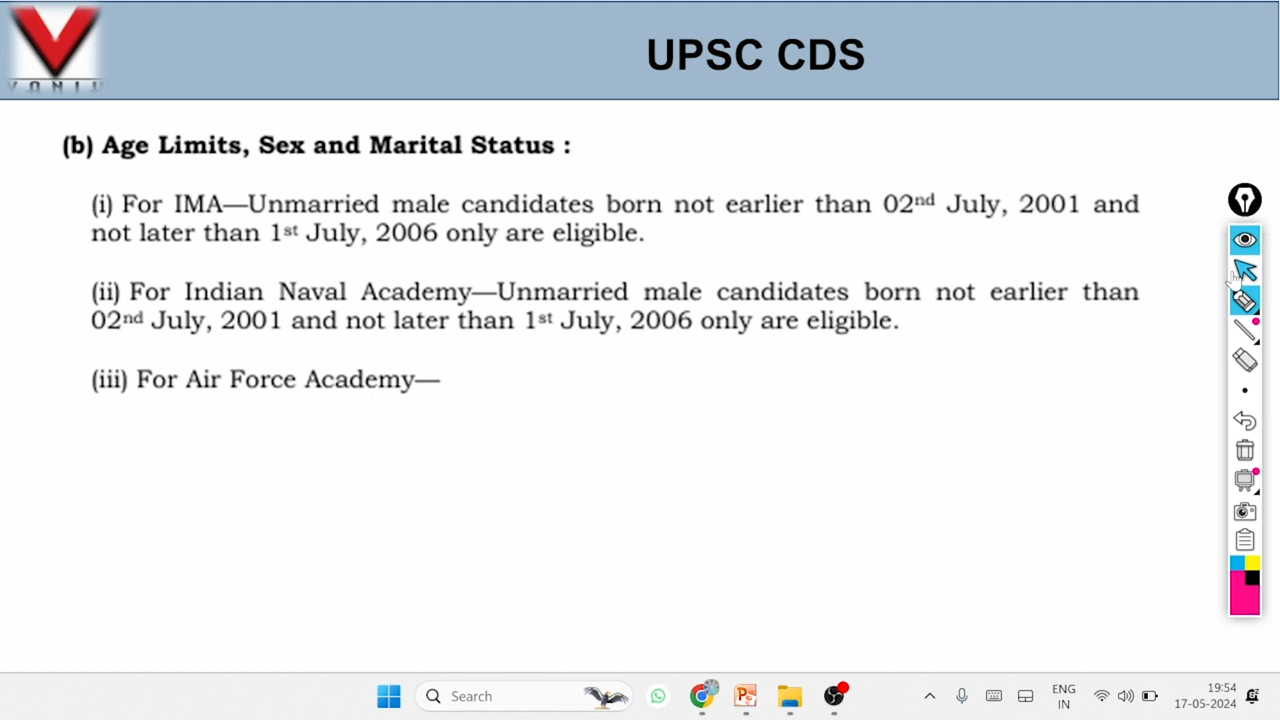 VANIJ
UPSC CDS
(b) Age Limits, Sex and Marital Status :
(i) For IMA—Unmarried male candidates born not earlier than 02nd July, 2001 and
not later than 1st July, 2006 only are eligible.
(ii) For Indian Naval Academy—Unmarried male candidates born not earlier than
02nd July, 2001 and not later than 1st July, 2006 only are eligible.
(iii) For Air Force Academy—
Search
ENG
IN
19:54
17-05-2024